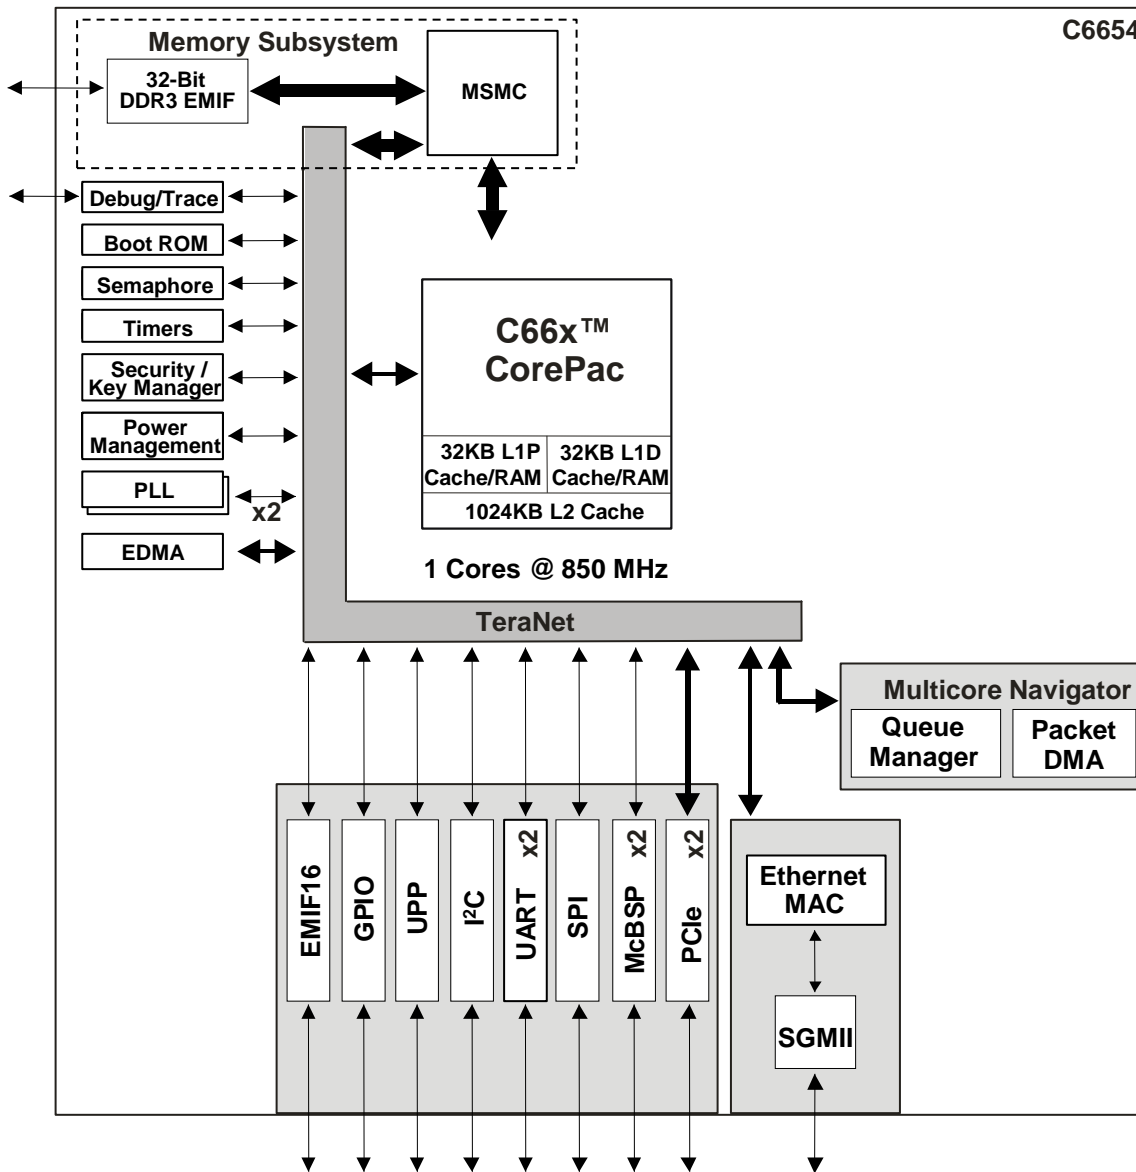 C6654
Memory Subsystem
32-Bit
DDR3 EMIF
MSMC
Debug/Trace
Boot ROM
Semaphore
Timers
Security /
Key Manager
Power
Management
PLL
x2
EDMA
C66x™
CorePac
32KB L1P
Cache/RAM
32KB L1D
Cache/RAM
1024KB L2 Cache
1 Cores @ 850 MHz
TeraNet
Multicore Navigator
Queue
Manager
Packet
DMA
EMIF16
GPIO
UPP
I²C
UART x2
SPI
McBSP x2
PCIe x2
Ethernet
MAC
SGMII